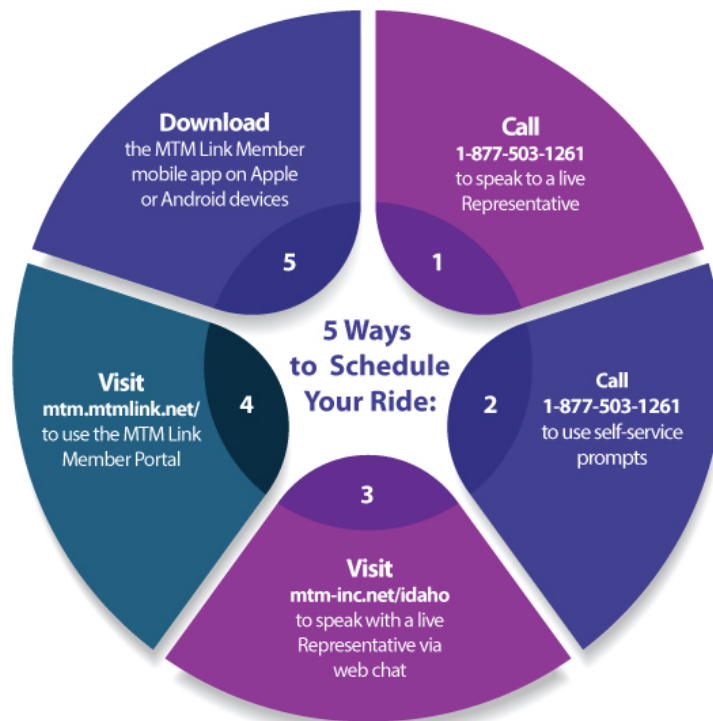 5 Ways
to Schedule
Your Ride:
Call
1-877-503-1261
to speak to a live
Representative
1
Call
1-877-503-1261
to use self-service
prompts
2
3
Visit
mtm-inc.net/idaho
to speak with a live
Representative via
web chat
Visit
mtm.mtmlink.net/
to use the MTM Link
Member Portal
4
Download
the MTM Link Member
mobile app on Apple
or Android devices
5